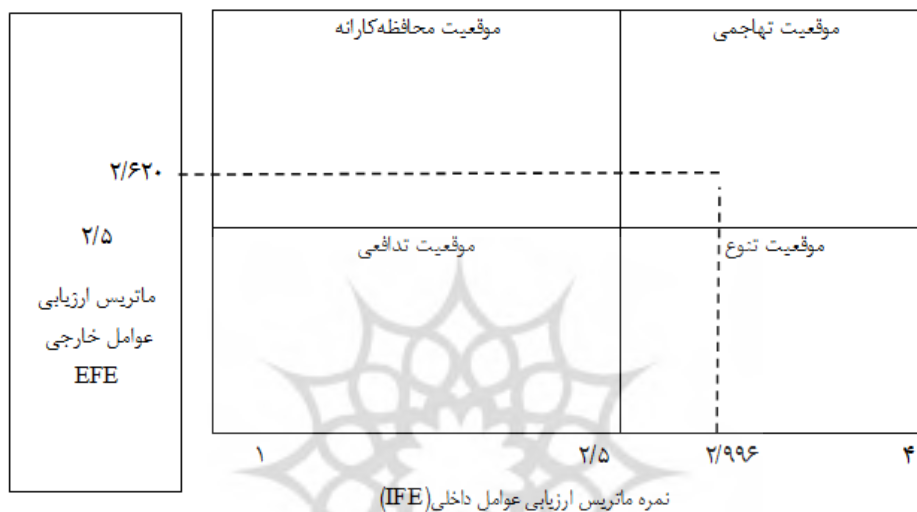 موقعیت محافظه‌کارانه
موقعیت تهاجمی
۲/۶۲۰
۲/۵
ماتریس ارزیابی
عوامل خارجی
EFE
موقعیت تدافعی
موقعیت تنوع
۱
۲/۵
۲/۹۹۶
۴
نمره ماتریس ارزیابی عوامل داخلی(IFE)